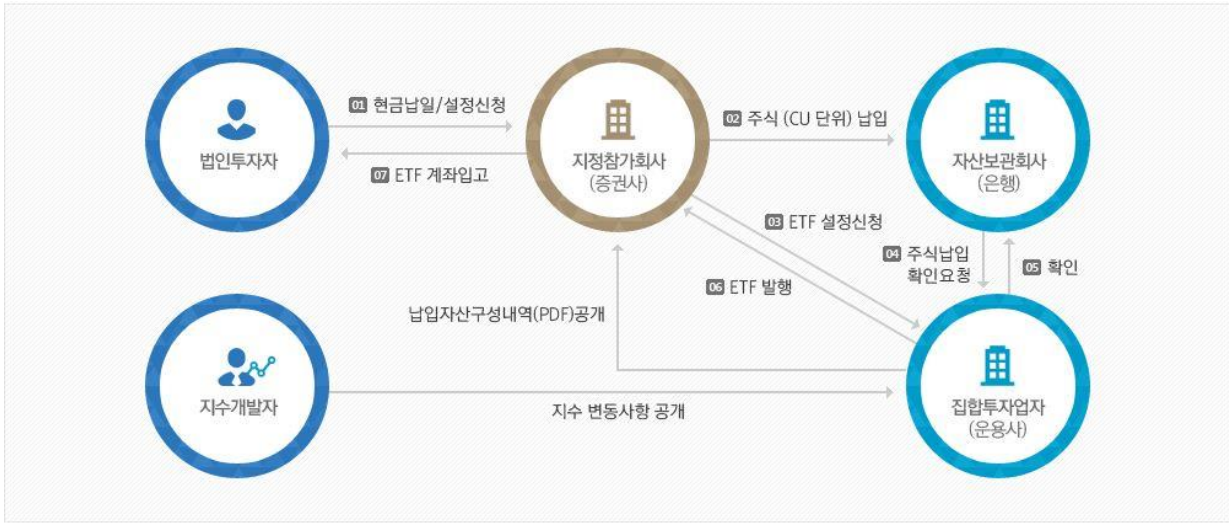 01 현금납일/설정신청
법인투자자
07 ETF 계좌입고
지정참가회사
(증권사)
02 주식 (CU 단위) 납입
자산보관회사
(은행)
03 ETF 설정신청
04 주식납입
확인요청
05 확인
06 ETF 발행
납입자산구성내역(PDF)공개
지수개발자
지수 변동사항 공개
집합투자업자
(운용사)